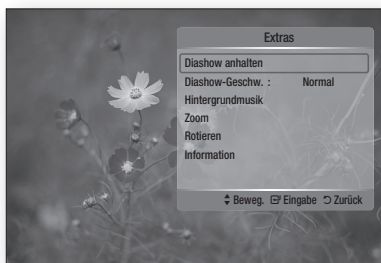 Extras
Diashow anhalten
Diashow-Geschw. : Normal
Hintergrundmusik
Zoom
Rotieren
Information
Beweg. Eingabe Zurück